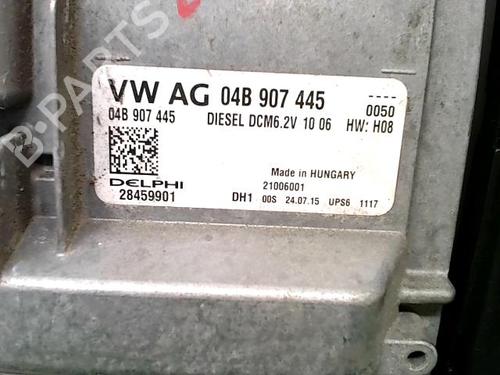 B-PARTS
VW AG 04B 907 445 ----
04B 907 445 DIESEL DCM6.2V 10 06 0050
HW: H08
Made in HUNGARY
DELPHI 21006001
28459901 DH1 00S 24.07.15 UPS6 1117